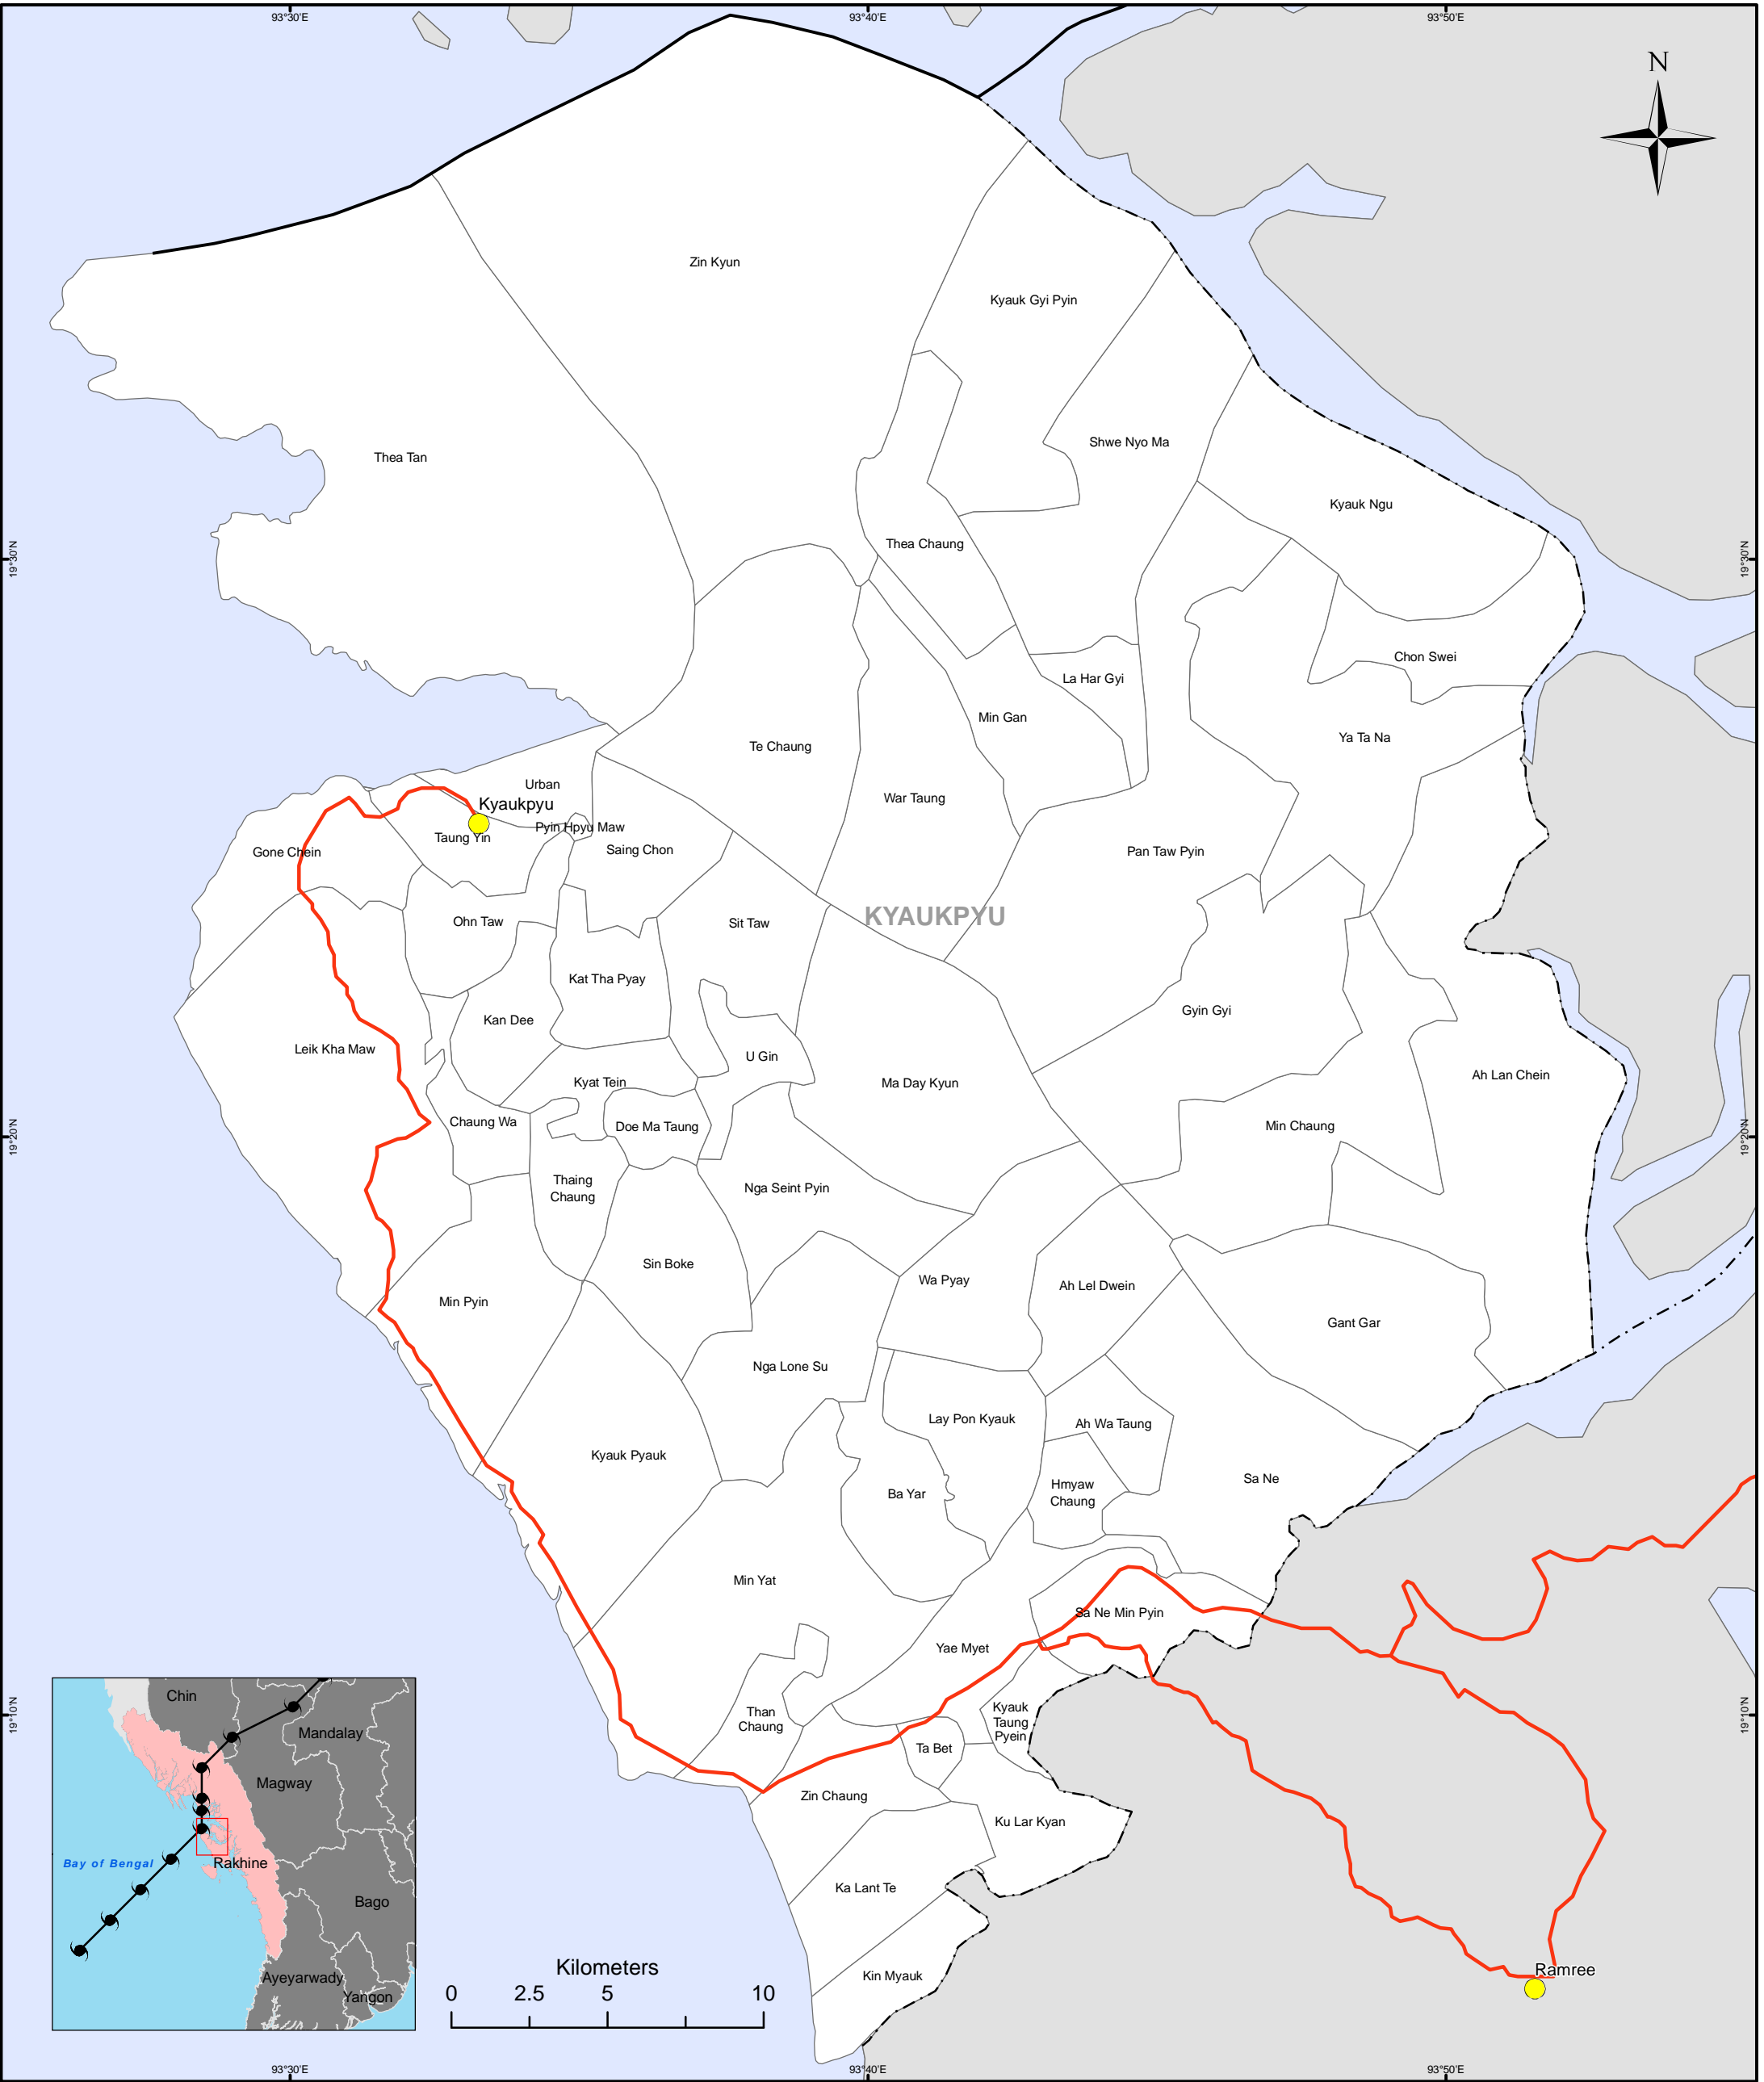 93°30'E
93°40'E
93°50'E
N
Zin Kyun
Kyauk Gyi Pyin
Shwe Nyo Ma
Thea Tan
Kyauk Ngu
Thea Chaung
19°30'N
19°30'N
Chon Swei
La Har Gyi
Min Gan
Ya Ta Na
Te Chaung
Urban
War Taung
Kyaukpyu
Pyin Hpyu Maw
Taung Yin
Saing Chon
Gone Chein
Pan Taw Pyin
KYAUKPYU
Ohn Taw
Sit Taw
Kat Tha Pyay
Gyin Gyi
Kan Dee
Leik Kha Maw
U Gin
Ah Lan Chein
Kyat Tein
Ma Day Kyun
Chaung Wa
Doe Ma Taung
Min Chaung
19°20'N
19°20'N
Thaing
Chaung
Nga Seint Pyin
Sin Boke
Wa Pyay
Ah Lel Dwein
Min Pyin
Gant Gar
Nga Lone Su
Lay Pon Kyauk
Ah Wa Taung
Kyauk Pyauk
Sa Ne
Ba Yar
Hmyaw
Chaung
Min Yat
Sa Ne Min Pyin
Yae Myet
Than
Chaung
Kyauk
Taung
Pyein
19°10'N
19°10'N
Ta Bet
Zin Chaung
Ku Lar Kyan
Ka Lant Te
Kin Myauk
Ramree
Chin
Mandalay
Magway
Bay of Bengal
Rakhine
Bago
Ayeyarwady
Yangon
Kilometers
0 2.5 5 10
93°30'E
93°40'E
93°50'E